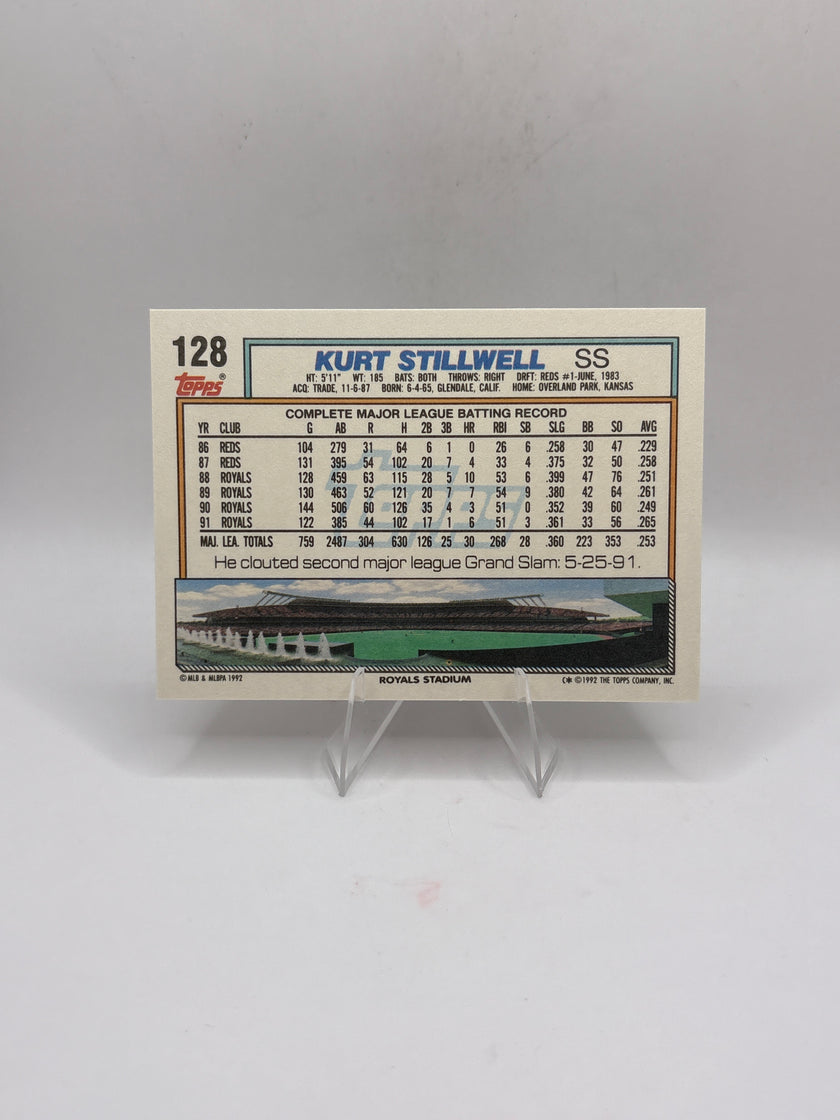 128
TOPPS®
KURT STILLWELL SS
HT: 5'11" WT: 185 BATS: BOTH THROWS: RIGHT DRFT: REDS #1-JUNE, 1983
ACQ: TRADE, 11-6-87 BORN: 6-4-65, GLENDALE, CALIF. HOME: OVERLAND PARK, KANSAS
COMPLETE MAJOR LEAGUE BATTING RECORD
YR CLUB G AB R H 2B 3B HR RBI SB SLG BB SO AVG
86 REDS 104 279 31 64 6 1 0 26 6 .258 30 47 .229
87 REDS 131 395 54 102 20 7 4 33 4 .375 32 50 .258
88 ROYALS 128 459 63 115 28 5 10 53 6 .399 47 76 .251
89 ROYALS 130 463 52 121 20 7 7 54 9 .380 42 64 .261
90 ROYALS 144 506 60 126 35 4 3 51 0 .352 39 60 .249
91 ROYALS 122 385 44 102 17 1 6 51 3 .361 33 56 .265
MAJ. LEA. TOTALS 759 2487 304 630 126 25 30 268 28 .360 223 353 .253
Topps
He clouted second major league Grand Slam: 5-25-91.
©MLB & MLBPA 1992 ROYALS STADIUM C* ©1992 THE TOPPS COMPANY, INC.